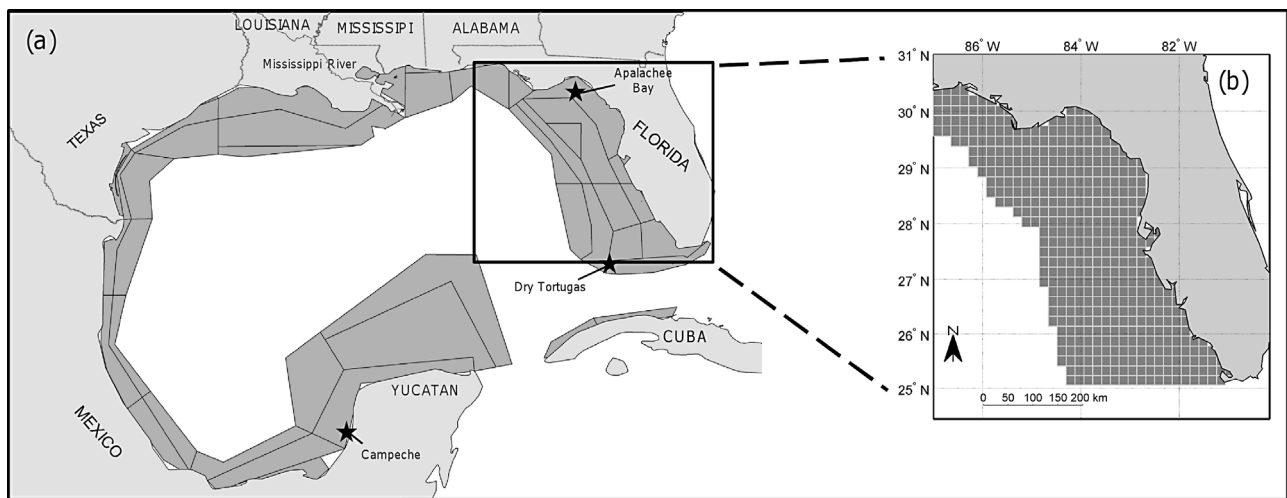 (a)
LOUISIANA
MISSISSIPI
ALABAMA
Mississippi River
Apalachee
Bay
TEXAS
FLORIDA
Dry Tortugas
CUBA
YUCATAN
MEXICO
Campeche
86° W
84° W
82° W
31° N
(b)
30° N
29° N
28° N
27° N
26° N
N
25° N
0 50 100 150 200 km